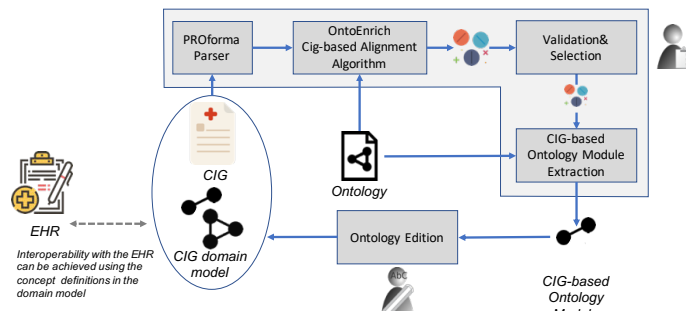 PROforma
Parser
OntoEnrich
Cig-based Alignment
Algorithm
Validation&
Selection
CIG
Ontology
CIG-based
Ontology Module
Extraction
EHR
Interoperability with the EHR
can be achieved using the
concept definitions in the
domain model
CIG domain
model
Ontology Edition
AbC
CIG-based
Ontology